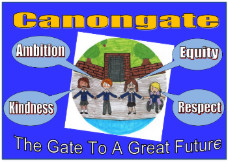 Canongate
Ambition
Equity
Kindness
Respect
The Gate To A Great Future